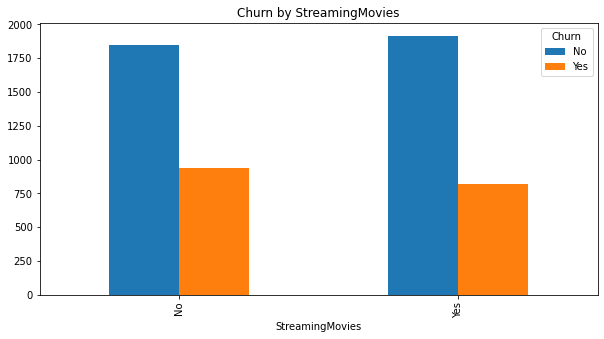 Churn by StreamingMovies
2000
1750
1500
1250
1000
750
500
250
0
Churn
No
Yes
No
Yes
StreamingMovies